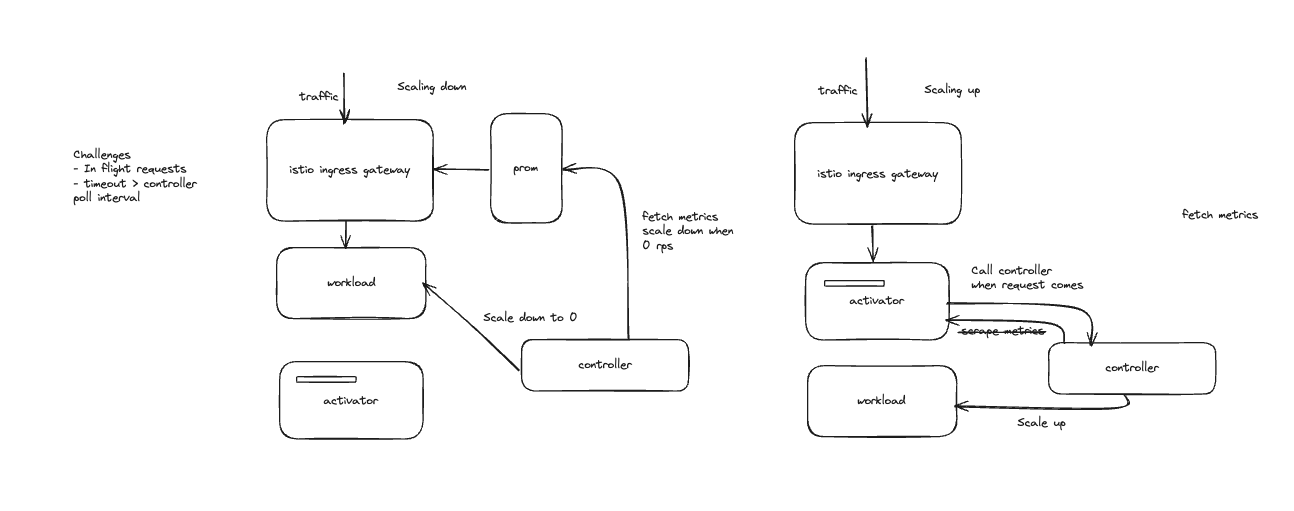 traffic
Scaling down
istio ingress gateway
prom
Challenges
- In flight requests
- timeout > controller
poll interval
fetch metrics
scale down when
0 rps
workload
Scale down to 0
controller
activator
traffic
Scaling up
istio ingress gateway
fetch metrics
Call controller
when request comes
activator
scrape metrics
controller
workload
Scale up